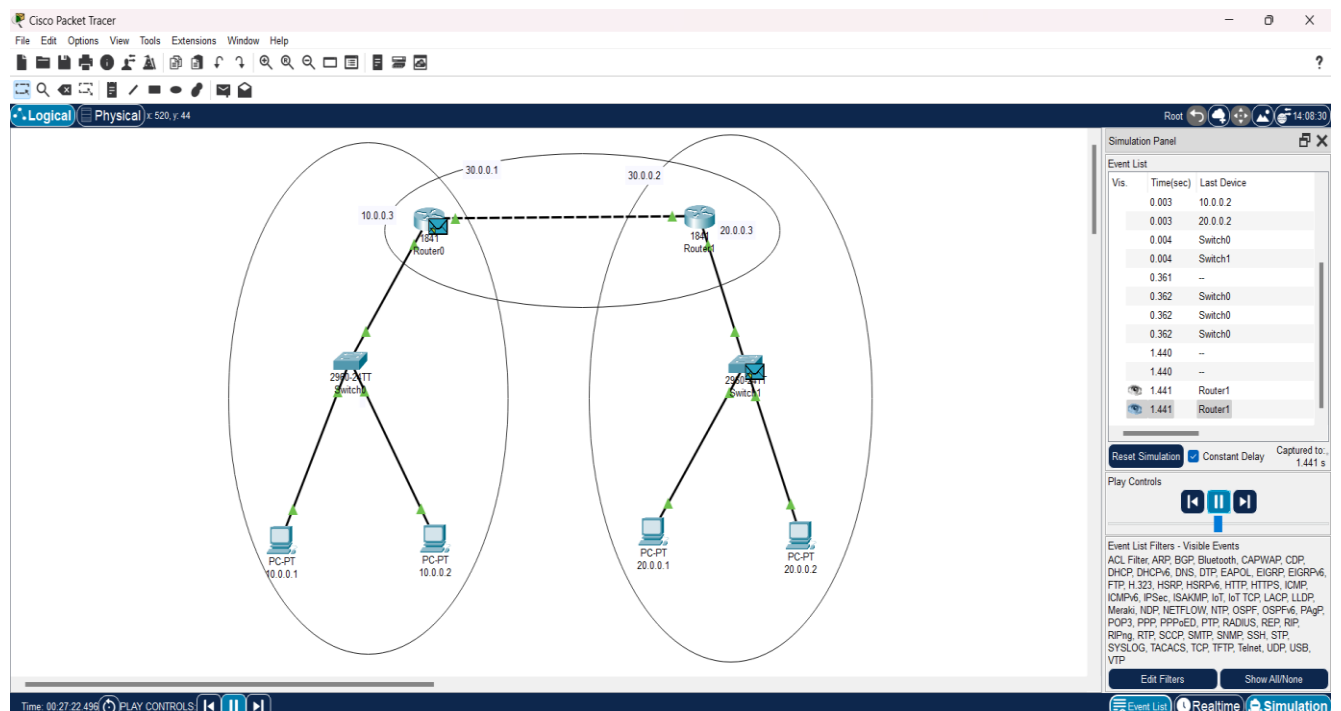 Cisco Packet Tracer
File Edit Options View Tools Extensions Window Help
?
Logical Physical x: 520, y: 44
Root 14:08:30
30.0.0.1
30.0.0.2
10.0.0.3
20.0.0.3
1841
Router0
1841
Router1
2960-24TT
Switch0
2960-24TT
Switch1
PC-PT
10.0.0.1
PC-PT
10.0.0.2
PC-PT
20.0.0.1
PC-PT
20.0.0.2
Simulation Panel
Event List
Vis. Time(sec) Last Device
0.003 10.0.0.2
0.003 20.0.0.2
0.004 Switch0
0.004 Switch1
0.361 --
0.362 Switch0
0.362 Switch0
0.362 Switch0
1.440 --
1.440 --
1.441 Router1
1.441 Router1
Reset Simulation Constant Delay Captured to:
1.441 s
Play Controls
Event List Filters - Visible Events
ACL Filter, ARP, BGP, Bluetooth, CAPWAP, CDP,
DHCP, DHCPv6, DNS, DTP, EAPOL, EIGRP, EIGRPv6,
FTP, H.323, HSRP, HSRPv6, HTTP, HTTPS, ICMP,
ICMPv6, IPSec, ISAKMP, IoT, IoT TCP, LACP, LLDP,
Meraki, NDP, NETFLOW, NTP, OSPF, OSPFv6, PAgP,
POP3, PPP, PPPoED, PTP, RADIUS, REP, RIP,
RIPng, RTP, SCCP, SMTP, SNMP, SSH, STP,
SYSLOG, TACACS, TCP, TFTP, Telnet, UDP, USB,
VTP
Edit Filters Show All/None
Time: 00:27:22.496 PLAY CONTROLS:
Event List Realtime Simulation